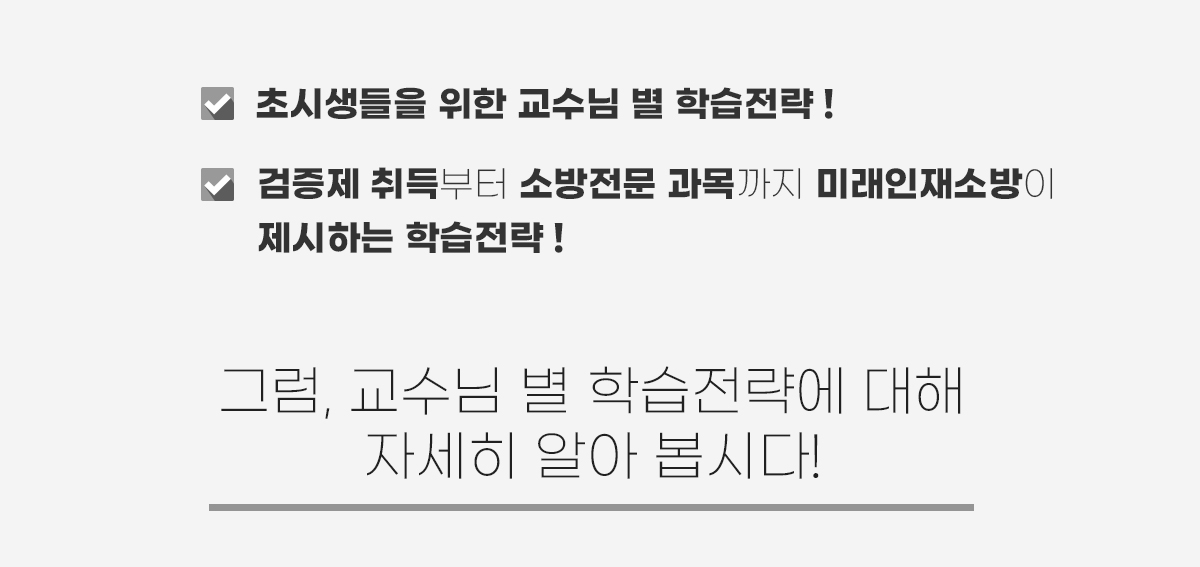 초시생들을 위한 교수님 별 학습전략 !
검증제 취득부터 소방전문 과목까지 미래인재소방이
제시하는 학습전략 !
그럼, 교수님 별 학습전략에 대해
자세히 알아 봅시다!